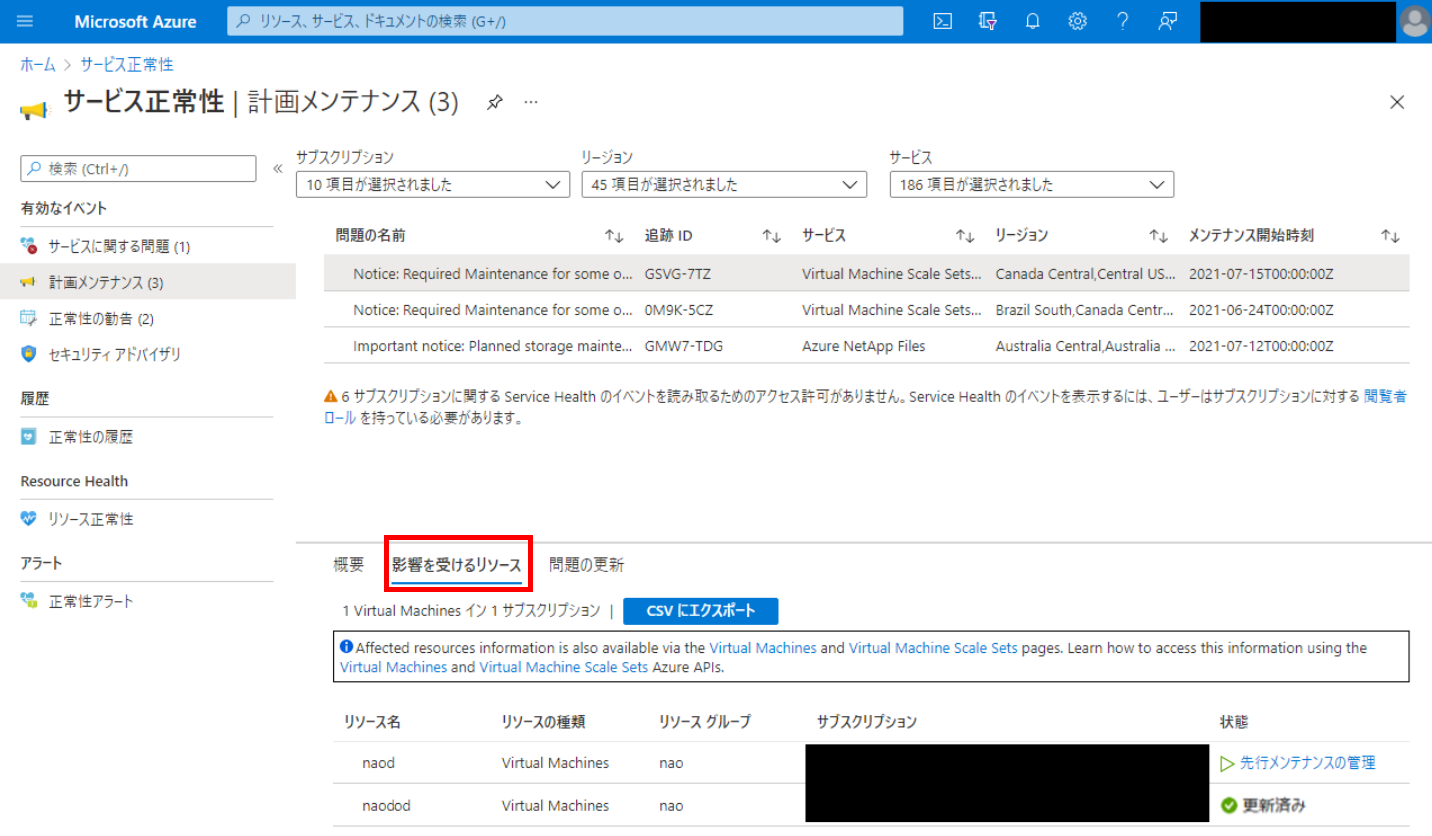 Microsoft Azure
リソース、サービス、ドキュメントの検索 (G+/)
ホーム > サービス正常性
サービス正常性 | 計画メンテナンス (3)
検索 (Ctrl+/)
有効なイベント
サービスに関する問題 (1)
計画メンテナンス (3)
正常性の勧告 (2)
セキュリティ アドバイザリ
履歴
正常性の履歴
Resource Health
リソース正常性
アラート
正常性アラート
サブスクリプション リージョン サービス
10 項目が選択されました 45 項目が選択されました 186 項目が選択されました
問題の名前 追跡 ID サービス リージョン メンテナンス開始時刻
Notice: Required Maintenance for some o... GSVG-7TZ Virtual Machine Scale Sets... Canada Central,Central US... 2021-07-15T00:00:00Z
Notice: Required Maintenance for some o... 0M9K-5CZ Virtual Machine Scale Sets... Brazil South,Canada Centr... 2021-06-24T00:00:00Z
Important notice: Planned storage mainte... GMW7-TDG Azure NetApp Files Australia Central,Australia ... 2021-07-12T00:00:00Z
6 サブスクリプションに関する Service Health のイベントを読み取るためのアクセス許可がありません。Service Health のイベントを表示するには、ユーザーはサブスクリプションに対する 閲覧者
ロール を持っている必要があります。
概要 影響を受けるリソース 問題の更新
1 Virtual Machines イン 1 サブスクリプション | CSV にエクスポート
Affected resources information is also available via the Virtual Machines and Virtual Machine Scale Sets pages. Learn how to access this information using the
Virtual Machines and Virtual Machine Scale Sets Azure APIs.
リソース名 リソースの種類 リソース グループ サブスクリプション 状態
naod Virtual Machines nao 先行メンテナンスの管理
naodod Virtual Machines nao 更新済み